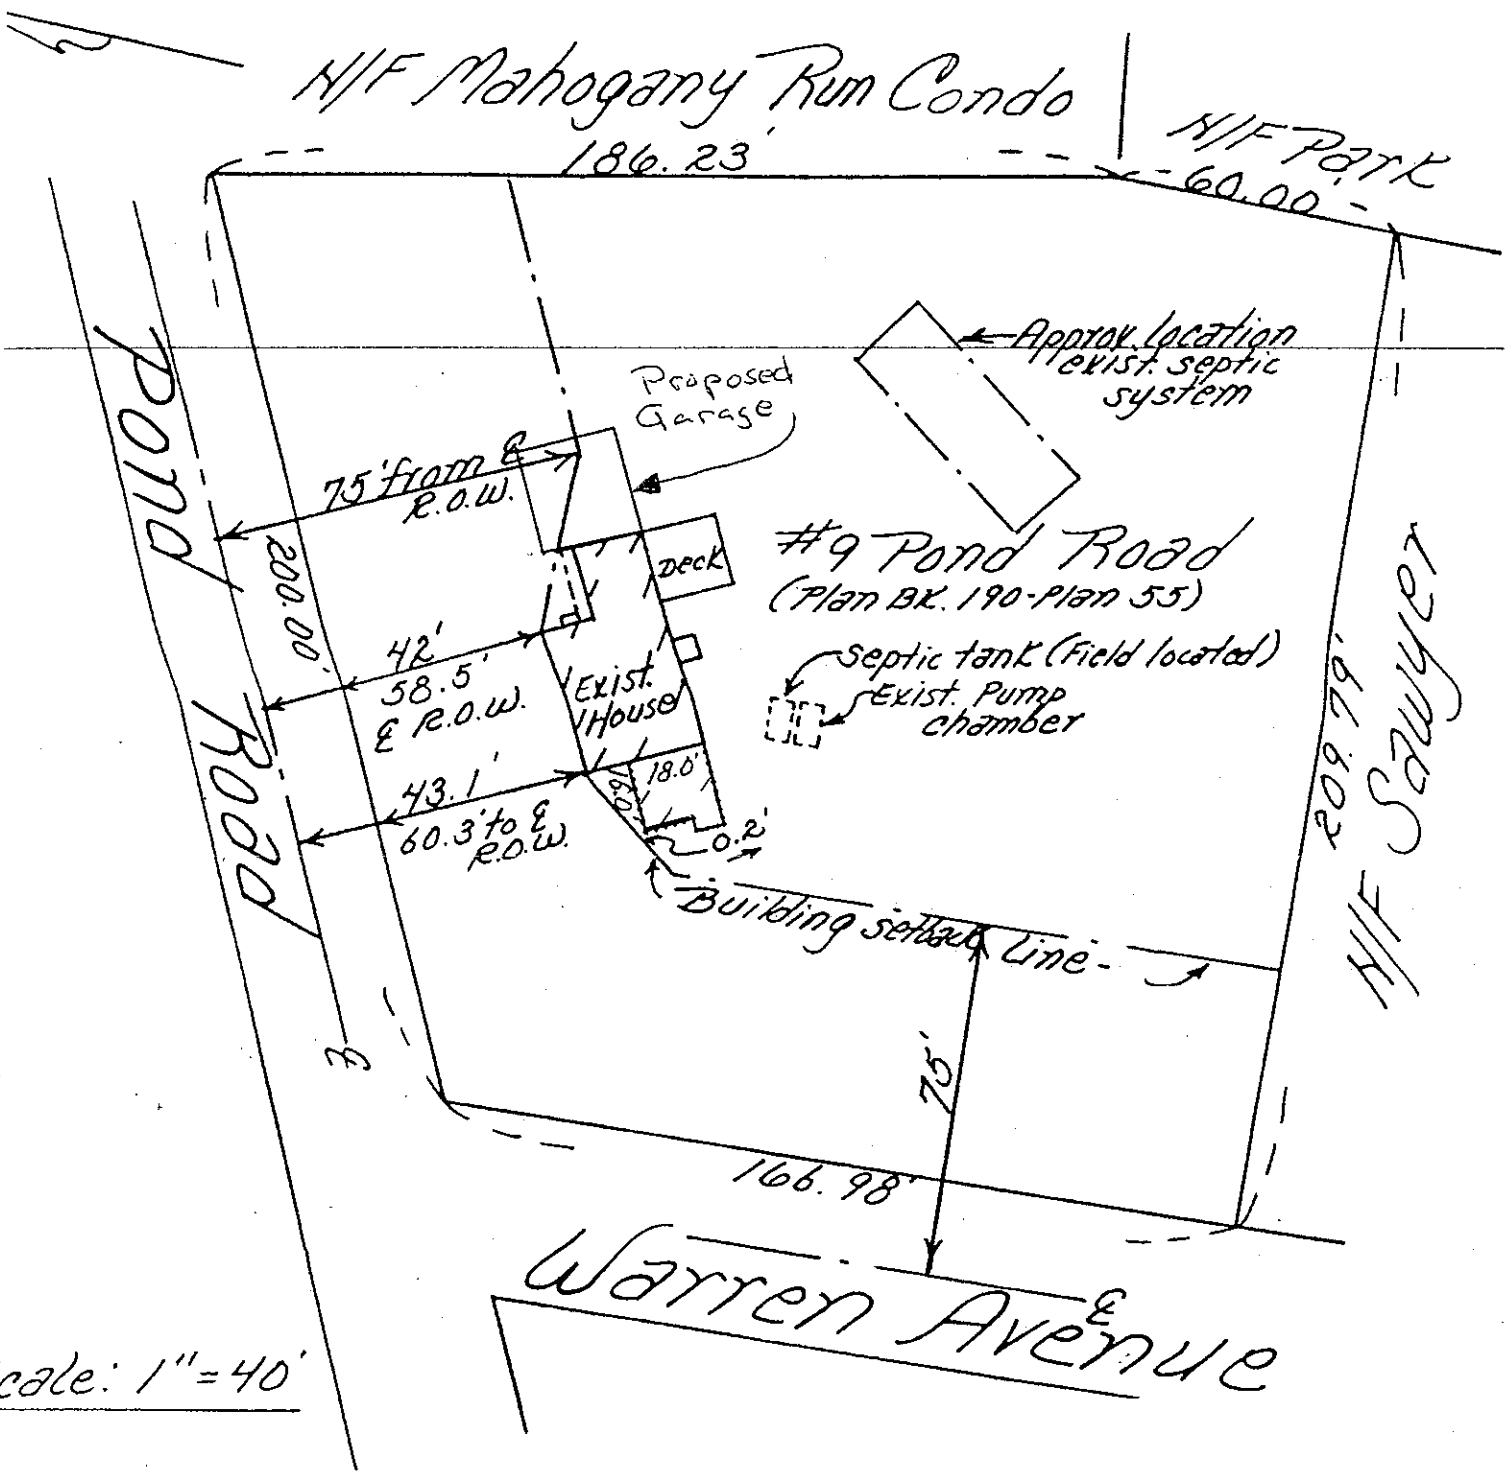 N/F Mahogany Run Condo
186.23'
N/F Park
60.00'
Approx. location
exist. septic
system
Proposed
Garage
75' from ℄
R.O.W.
Pond Road
200.00'
Deck
#9 Pond Road
(Plan BK. 190-Plan 55)
Septic tank (Field located)
Exist. Pump
chamber
42'
58.5'
℄ R.O.W.
Exist.
House
43.1'
60.3' to ℄
R.O.W.
18.0'
0.2'
Building setback Line
209.79'
N/F Sawyer
75'
166.98'
℄
Warren Avenue
℄
cale: 1"=40'